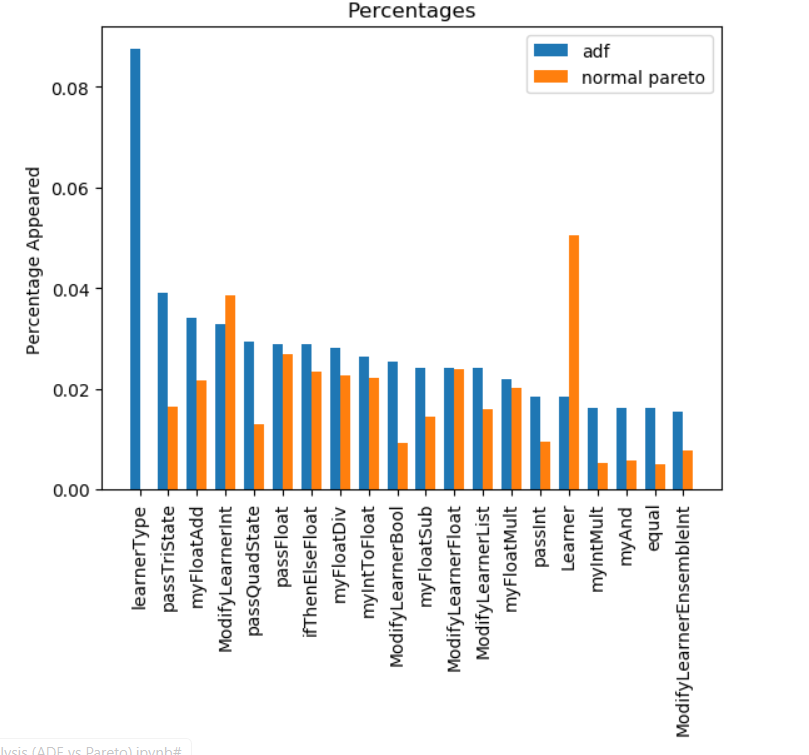 Percentages
adf
normal pareto
Percentage Appeared
0.08
0.06
0.04
0.02
0.00
learnerType
passTriState
myFloatAdd
ModifyLearnerInt
passQuadState
passFloat
ifThenElseFloat
myFloatDiv
myIntToFloat
ModifyLearnerBool
myFloatSub
ModifyLearnerFloat
ModifyLearnerList
myFloatMult
passInt
Learner
myIntMult
myAnd
equal
ModifyLearnerEnsembleInt
(ADF vs Pareto).ipynb#